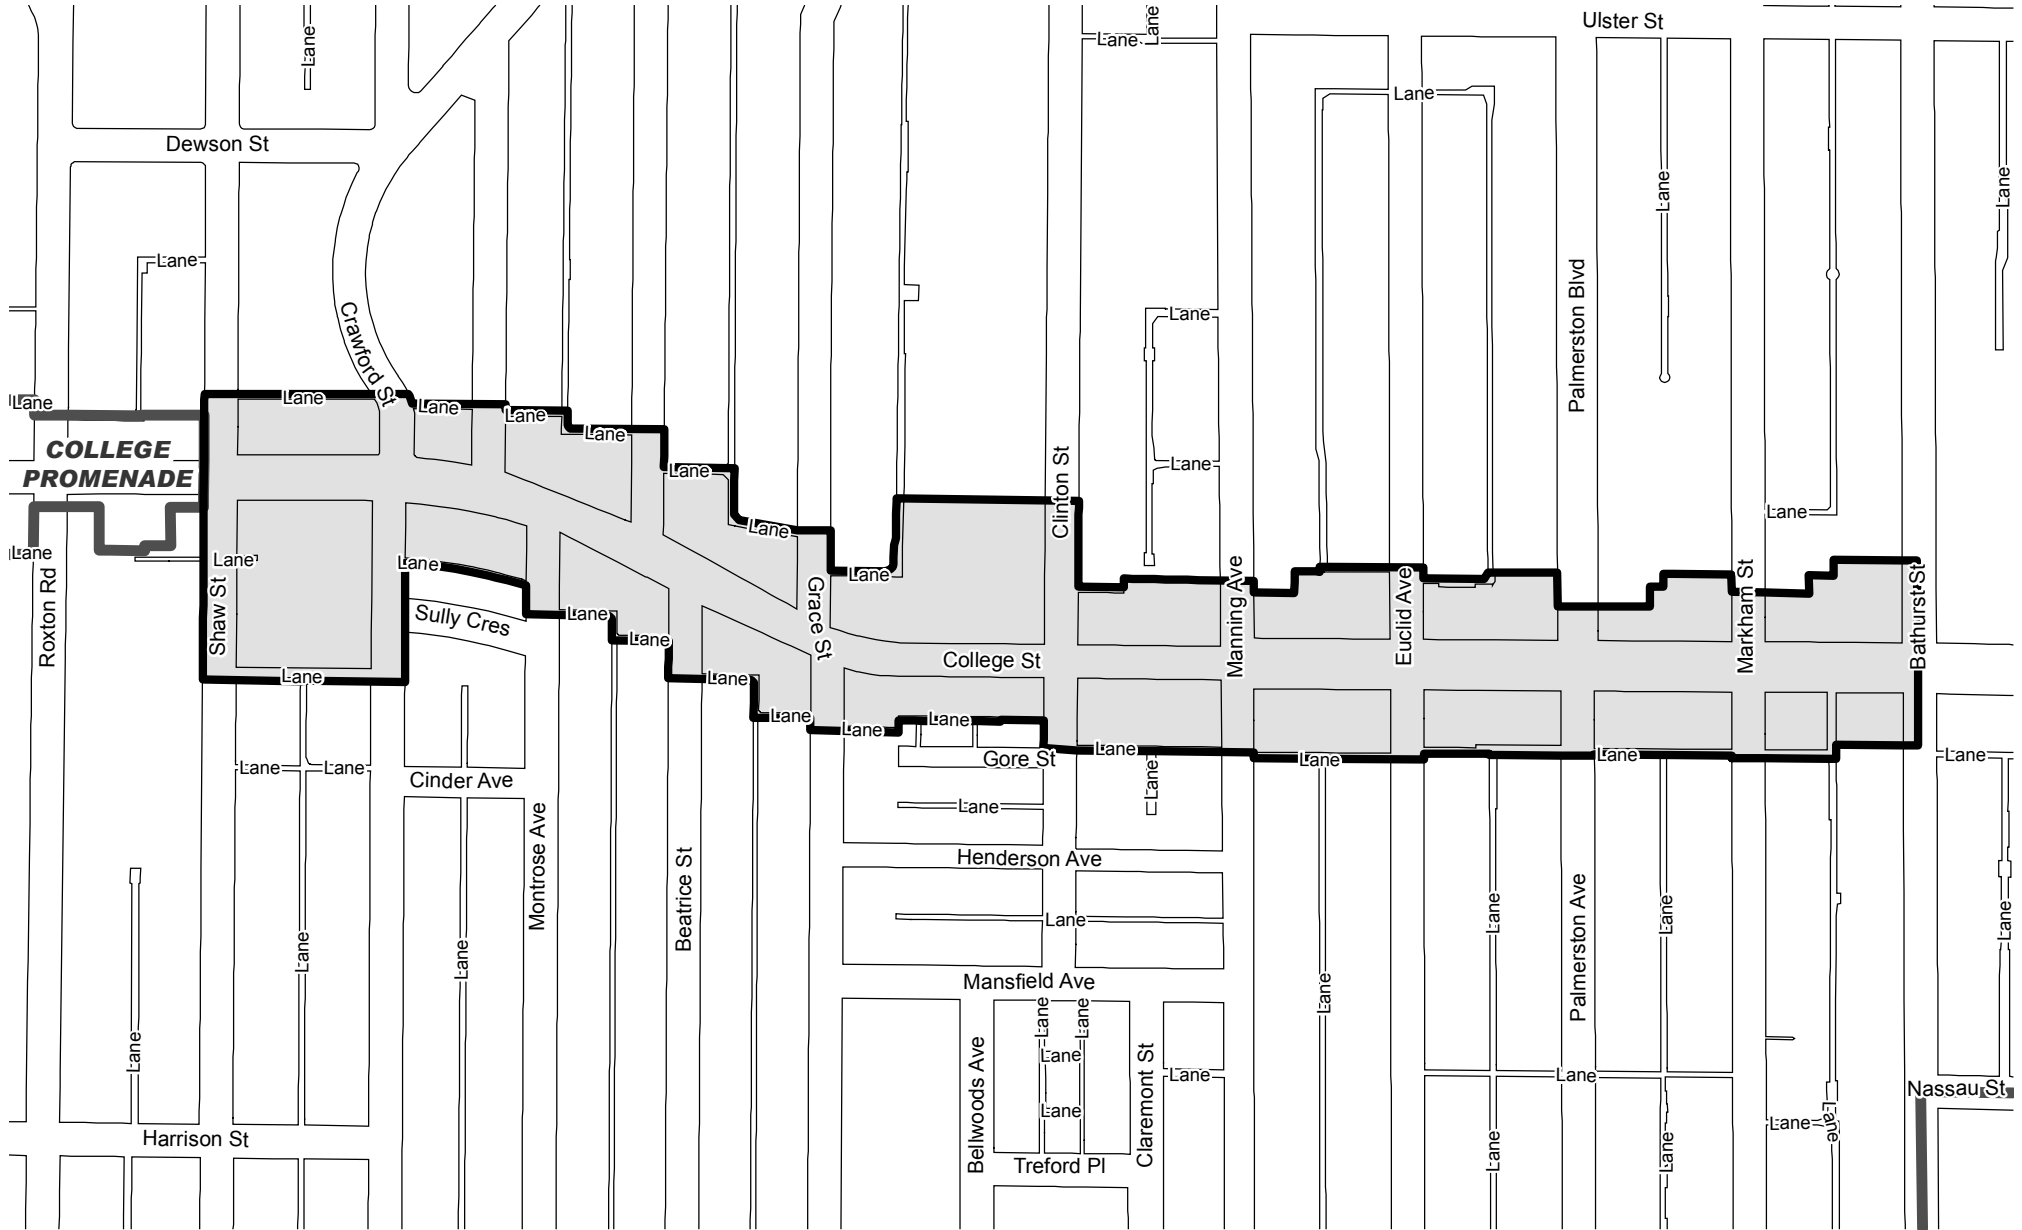 Ulster St
Lane
Lane
Lane
Lane
Dewson St
Lane
Lane
Lane
Crawford St
Lane
Palmerston Blvd
Lane
Lane
Lane
Lane
Lane
Lane
COLLEGE
PROMENADE
Lane
Lane
Clinton St
Lane
Lane
Lane
Lane
Lane
Lane
Roxton Rd
Shaw St
Sully Cres
Lane
Lane
Grace St
College St
Manning Ave
Euclid Ave
Markham St
Bathurst St
Lane
Lane
Lane
Lane
Lane
Gore St
Lane
Lane
Lane
Lane
Lane
Lane
Cinder Ave
Lane
Lane
Montrose Ave
Beatrice St
Henderson Ave
Lane
Palmerston Ave
Lane
Lane
Lane
Lane
Lane
Lane
Mansfield Ave
Lane
Lane
Lane
Bellwoods Ave
Lane
Lane
Claremont St
Lane
Lane
Nassau St
Harrison St
Treford Pl
Lane
Lane
Lane
Lane